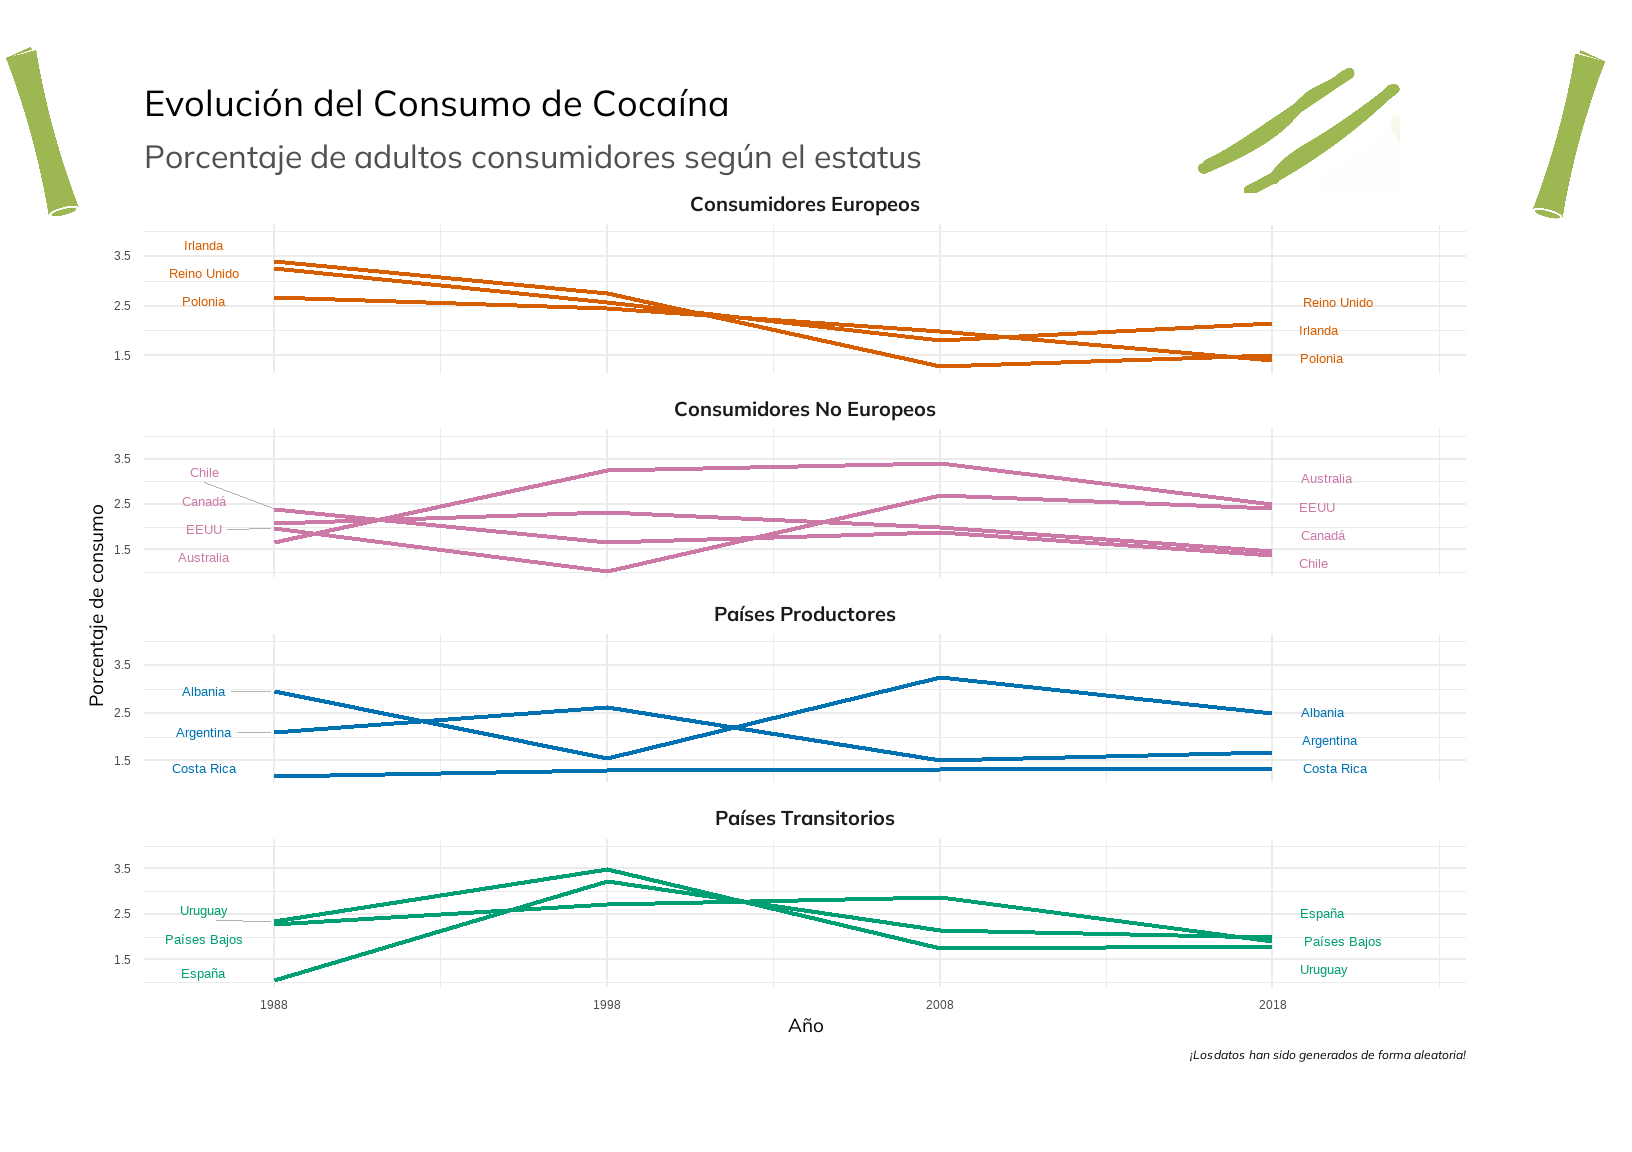 Evolución del Consumo de Cocaína
Porcentaje de adultos consumidores según el estatus
Porcentaje de consumo
Consumidores Europeos
3.5
2.5
1.5
Irlanda
Reino Unido
Polonia
Reino Unido
Irlanda
Polonia
Consumidores No Europeos
3.5
2.5
1.5
Chile
Canadá
EEUU
Australia
Australia
EEUU
Canadá
Chile
Países Productores
3.5
2.5
1.5
Albania
Argentina
Costa Rica
Albania
Argentina
Costa Rica
Países Transitorios
3.5
2.5
1.5
Uruguay
Países Bajos
España
España
Países Bajos
Uruguay
1988 1998 2008 2018
Año
¡Los datos han sido generados de forma aleatoria!